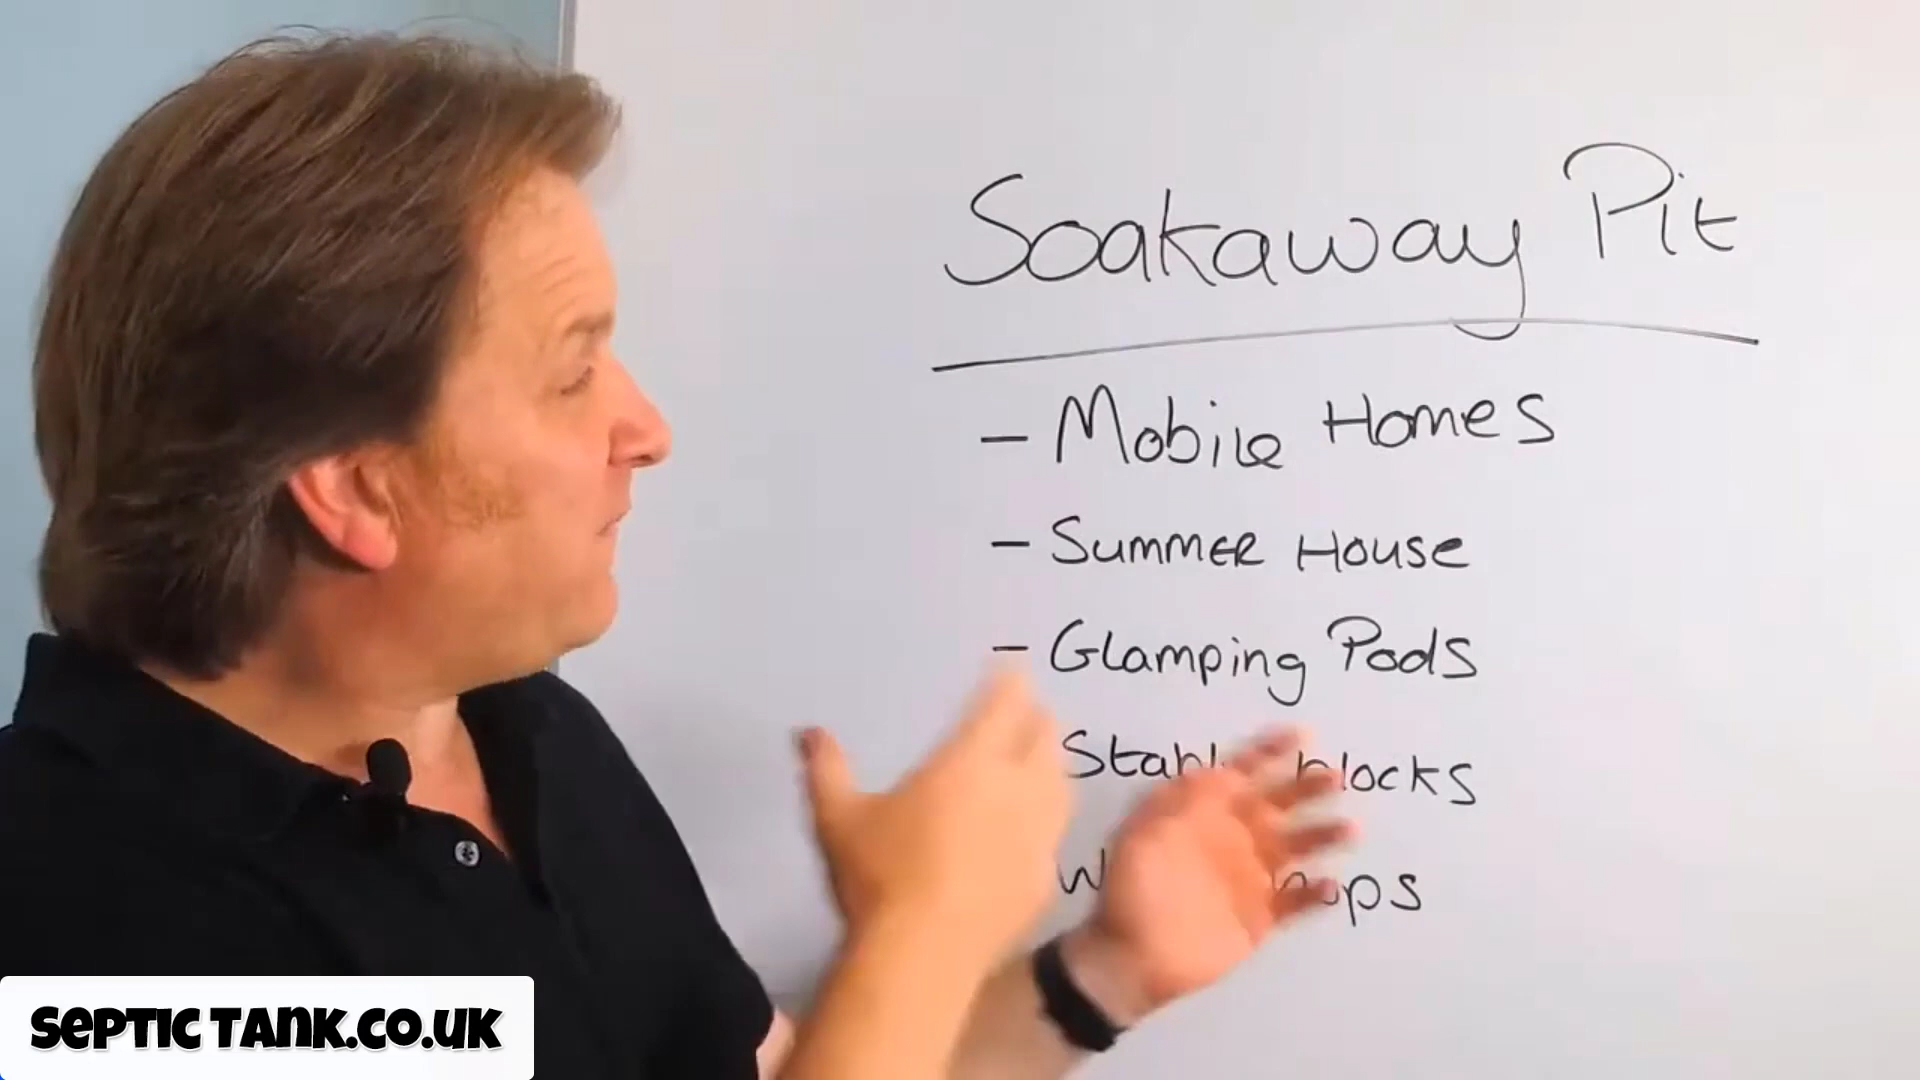 Soakaway Pit
- Mobile Homes
- Summer House
- Glamping Pods
blocks
Septic Tank.co.uk